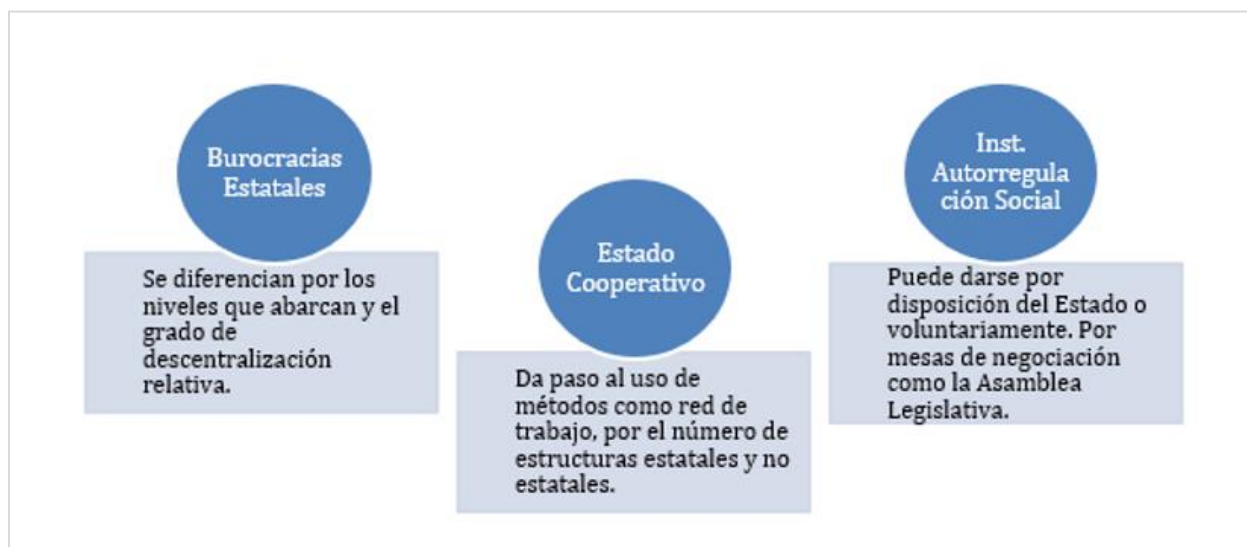 Burocracias
Estatales
Se diferencian por los
niveles que abarcan y el
grado de
descentralización
relativa.
Estado
Cooperativo
Da paso al uso de
métodos como red de
trabajo, por el número de
estructuras estatales y no
estatales.
Inst.
Autorregula
ción Social
Puede darse por
disposición del Estado o
voluntariamente. Por
mesas de negociación
como la Asamblea
Legislativa.